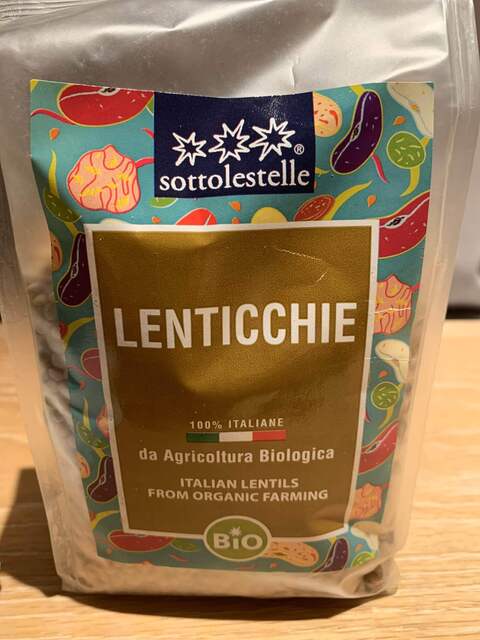 sottolestelle®
LENTICCHIE
100% ITALIANE
da Agricoltura Biologica
ITALIAN LENTILS
FROM ORGANIC FARMING
BiO